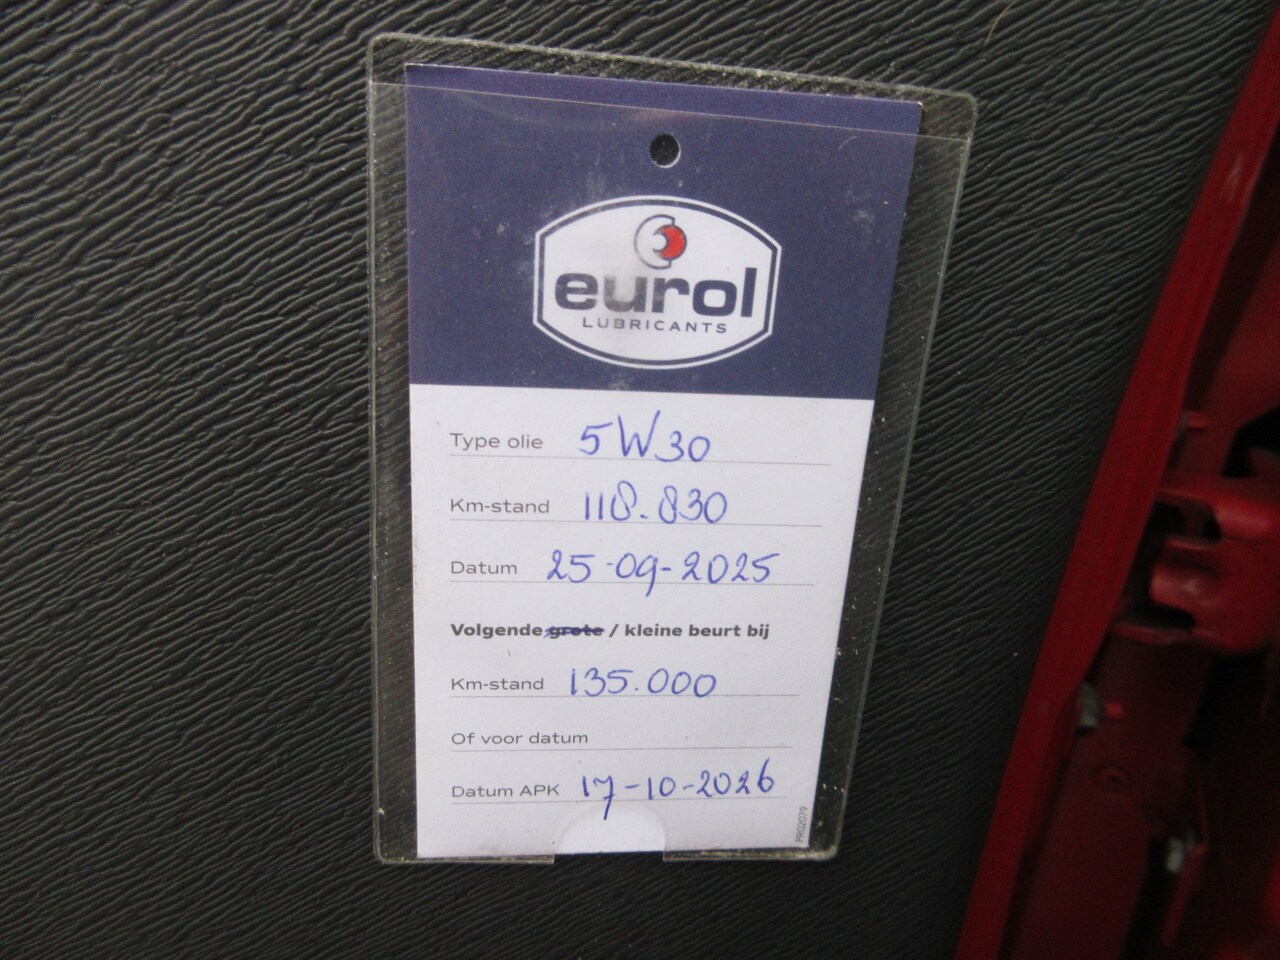 eurol
LUBRICANTS
Type olie 5W30
Km-stand 118.830
Datum 25-09-2025
Volgende grote / kleine beurt bij
Km-stand 135.000
Of voor datum
Datum APK 17-10-2026
PR02079